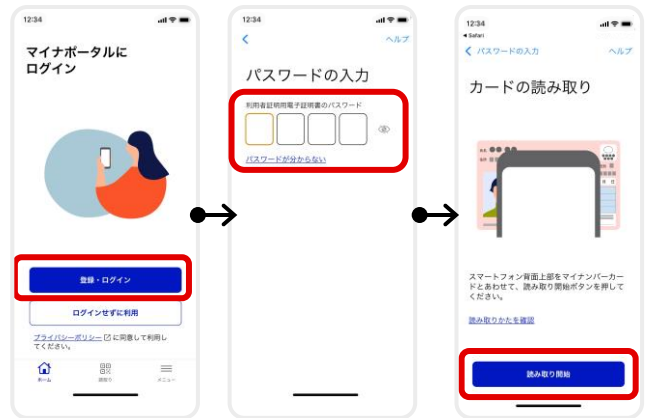 12:34
マイナポータルに
ログイン
登録・ログイン
ログインせずに利用
プライバシーポリシー に同意して利用し
てください。
ホーム
読取り
メニュー
12:34
ヘルプ
パスワードの入力
利用者証明用電子証明書のパスワード
パスワードが分からない
12:34
Safari
パスワードの入力
ヘルプ
カードの読み取り
スマートフォン背面上部をマイナンバーカー
ドとあわせて、読み取り開始ボタンを押して
ください。
読み取りかたを確認
読み取り開始